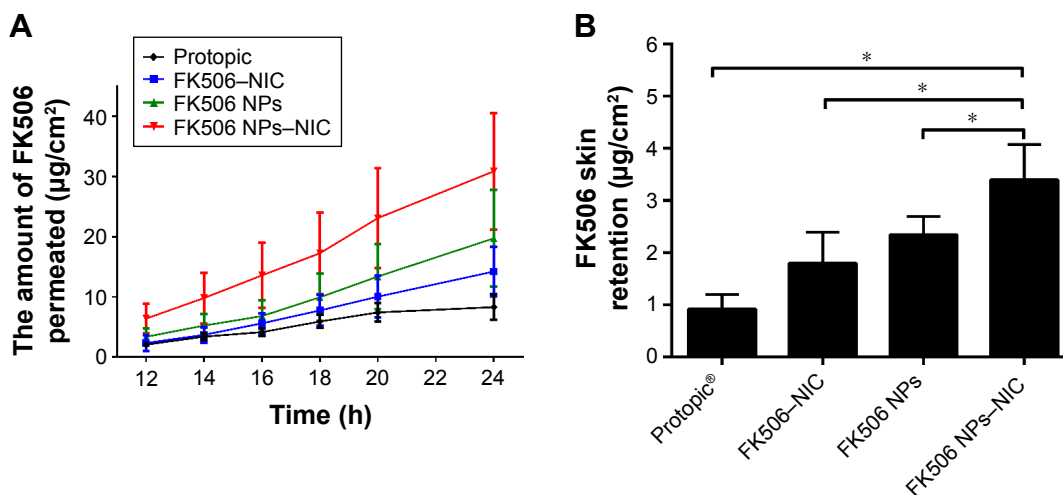 A
Protopic
FK506–NIC
FK506 NPs
FK506 NPs–NIC
The amount of FK506
permeated (µg/cm²)
40
30
20
10
0
12 14 16 18 20 22 24
Time (h)
B
FK506 skin
retention (µg/cm²)
6
5
4
3
2
1
0
*
*
*
Protopic®
FK506–NIC
FK506 NPs
FK506 NPs–NIC